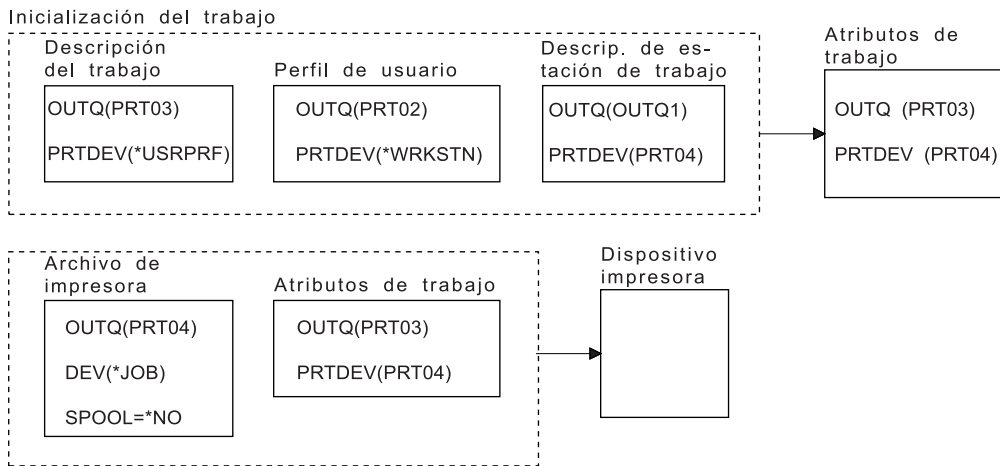 Inicialización del trabajo
Descripción
del trabajo
OUTQ(PRT03)
PRTDEV(*USRPRF)
Perfil de usuario
OUTQ(PRT02)
PRTDEV(*WRKSTN)
Descrip. de es-
tación de trabajo
OUTQ(OUTQ1)
PRTDEV(PRT04)
Atributos de
trabajo
OUTQ (PRT03)
PRTDEV (PRT04)
Archivo de
impresora
OUTQ(PRT04)
DEV(*JOB)
SPOOL=*NO
Atributos de trabajo
OUTQ(PRT03)
PRTDEV(PRT04)
Dispositivo
impresora